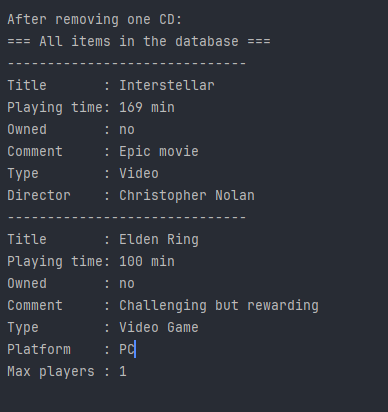 After removing one CD:
=== All items in the database ===
------------------------------
Title       : Interstellar
Playing time: 169 min
Owned       : no
Comment     : Epic movie
Type        : Video
Director    : Christopher Nolan
------------------------------
Title       : Elden Ring
Playing time: 100 min
Owned       : no
Comment     : Challenging but rewarding
Type        : Video Game
Platform    : PC
Max players : 1